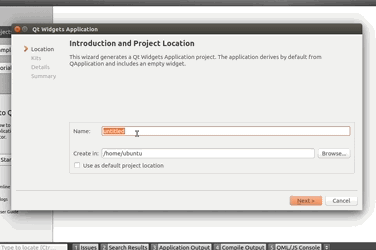 Qt Widgets Application
Location
Kits
Details
Summary
Introduction and Project Location
This wizard generates a Qt Widgets Application project. The application derives by default from
QApplication and includes an empty widget.
Name: untitled
Create in: /home/ubuntu Browse...
Use as default project location
Next > Cancel
Type to locate (C 1 Issues 2 Search Results 3 Application Output 4 Compile Output 5 QML/JS Console